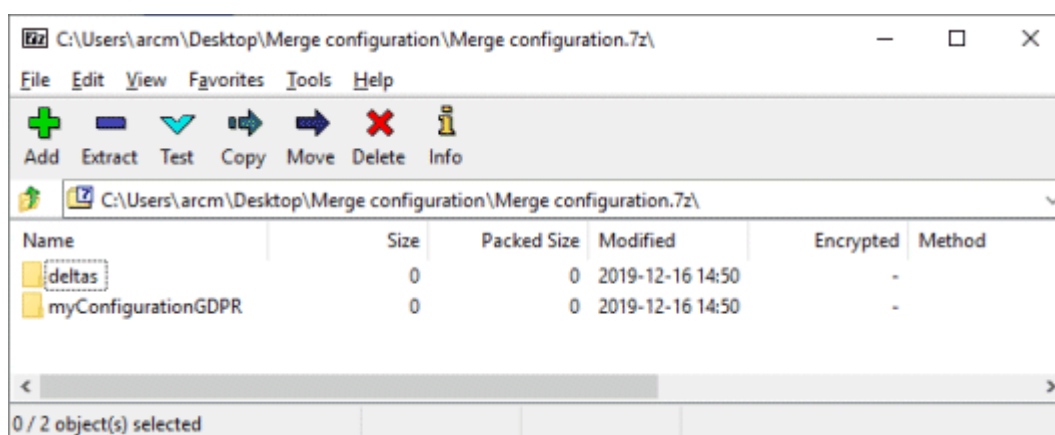 7z C:\Users\arcm\Desktop\Merge configuration\Merge configuration.7z\
File Edit View Favorites Tools Help
Add Extract Test Copy Move Delete Info
C:\Users\arcm\Desktop\Merge configuration\Merge configuration.7z\
Name Size Packed Size Modified Encrypted Method
deltas 0 0 2019-12-16 14:50 -
myConfigurationGDPR 0 0 2019-12-16 14:50 -
0 / 2 object(s) selected